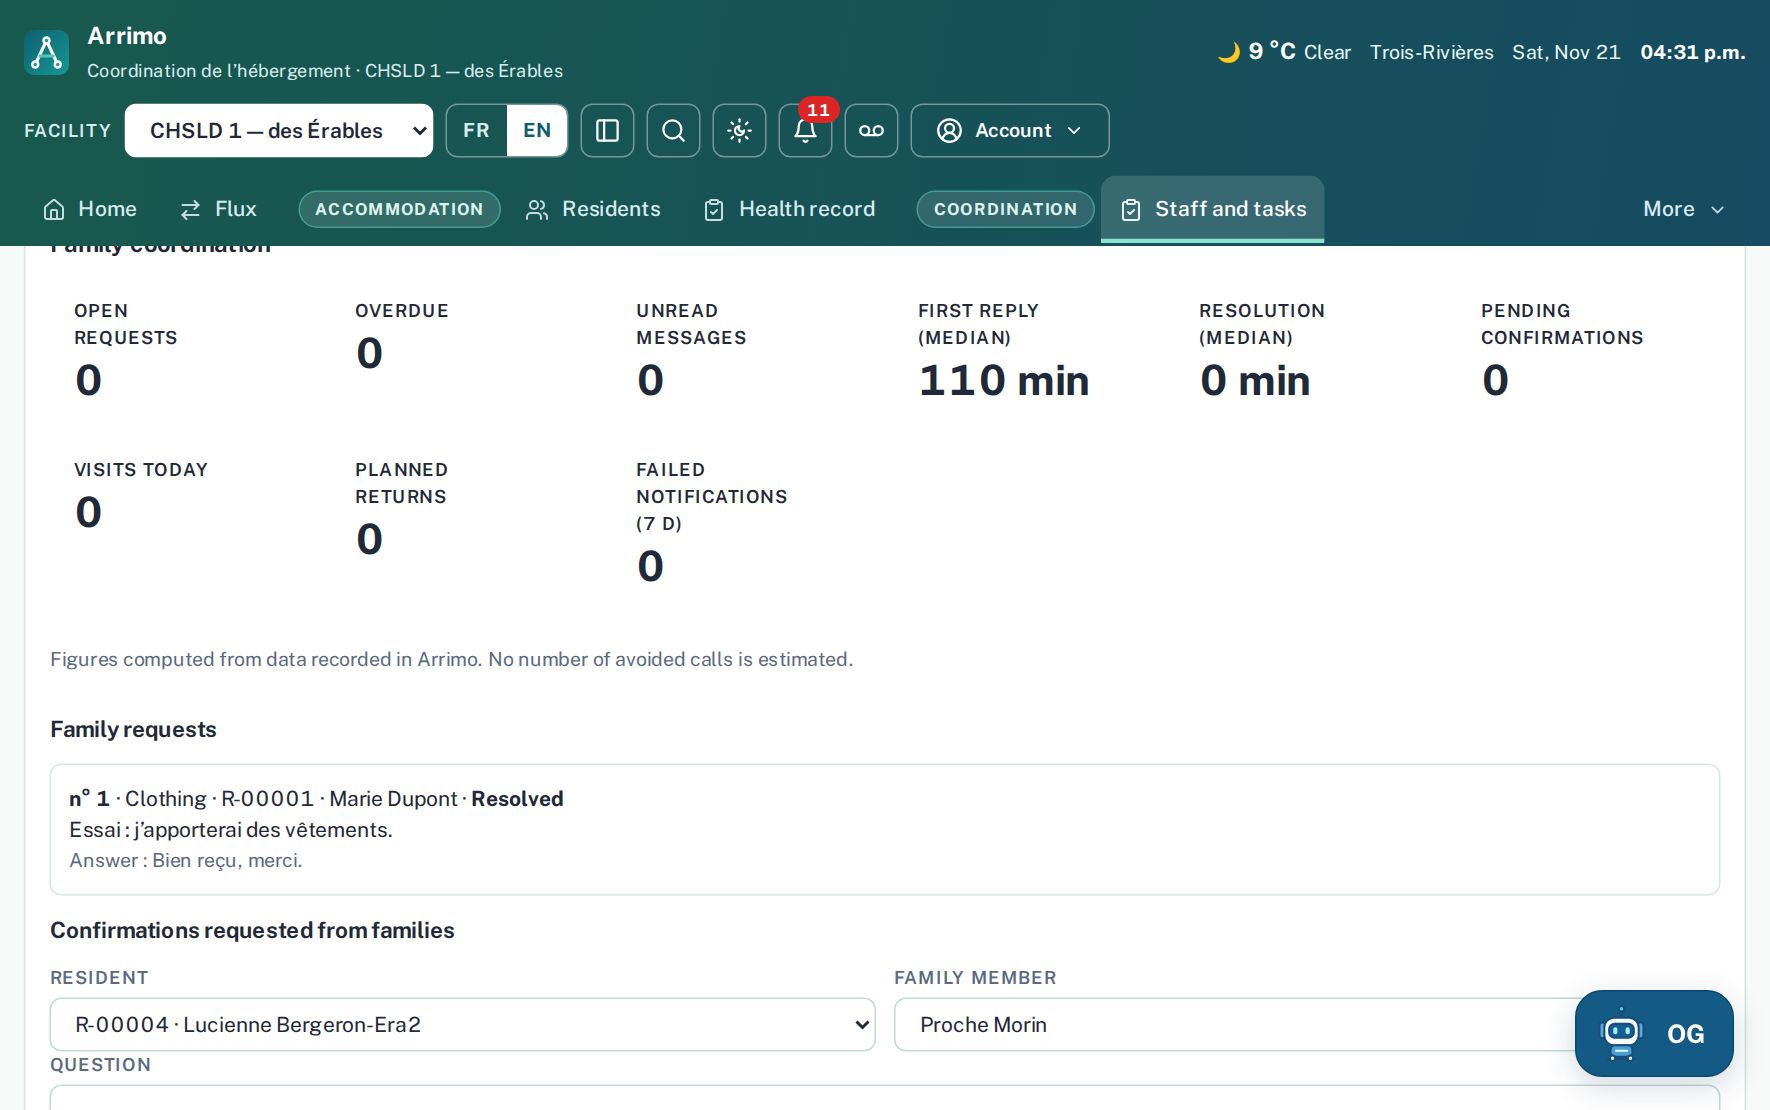 Arrimo
Coordination de l’hébergement · CHSLD 1 — des Érables
9 °C Clear Trois-Rivières Sat, Nov 21 04:31 p.m.
FACILITY CHSLD 1 — des Érables FR EN 11 Account
Home Flux ACCOMMODATION Residents Health record COORDINATION Staff and tasks More
Family coordination
OPEN REQUESTS
0
OVERDUE
0
UNREAD MESSAGES
0
FIRST REPLY (MEDIAN)
110 min
RESOLUTION (MEDIAN)
0 min
PENDING CONFIRMATIONS
0
VISITS TODAY
0
PLANNED RETURNS
0
FAILED NOTIFICATIONS (7 D)
0
Figures computed from data recorded in Arrimo. No number of avoided calls is estimated.
Family requests
n° 1 · Clothing · R-00001 · Marie Dupont · Resolved
Essai : j’apporterai des vêtements.
Answer : Bien reçu, merci.
Confirmations requested from families
RESIDENT
R-00004 · Lucienne Bergeron-Era2
FAMILY MEMBER
Proche Morin
OG
QUESTION